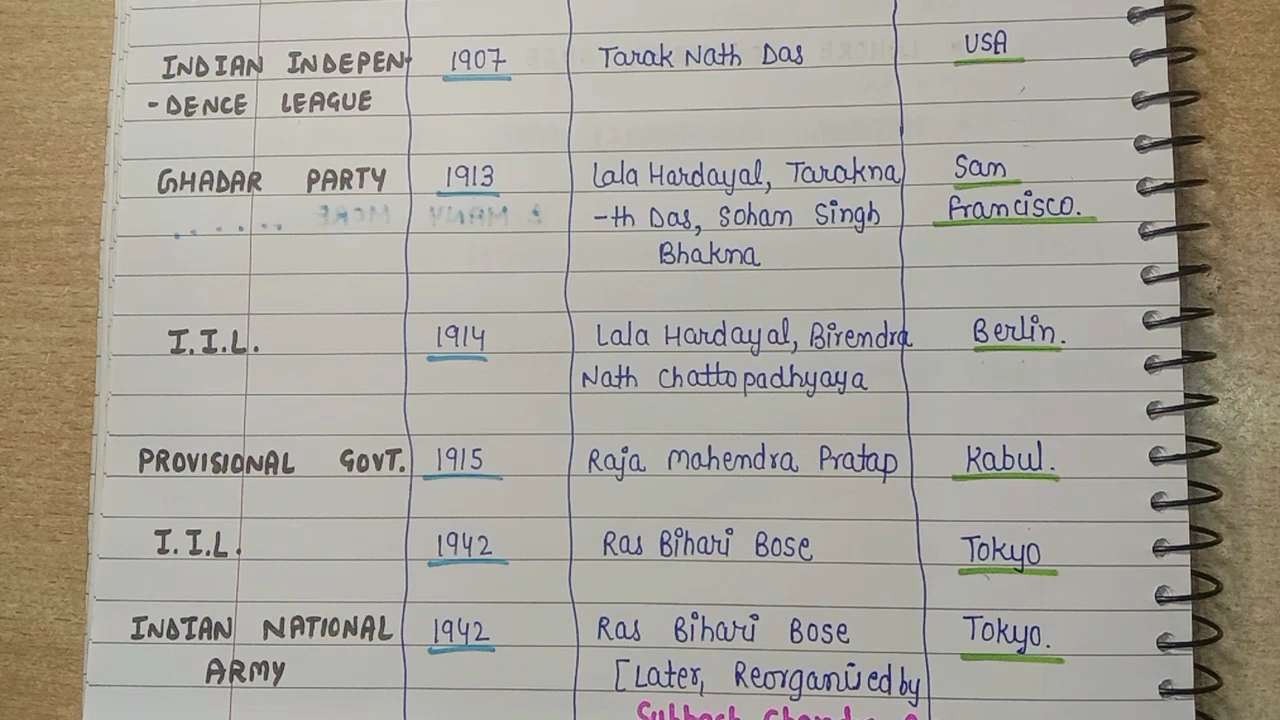 INDIAN INDEPEN- 1907 Tarak Nath Das USA
-DENCE LEAGUE
GHADAR PARTY 1913 Lala Hardayal, Tarakna San
-th Das, Sohan Singh Francisco.
Bhakna
I.I.L. 1914 Lala Hardayal, Birendra Berlin.
Nath Chattopadhyaya
PROVISIONAL GOVT. 1915 Raja Mahendra Pratap Kabul.
I.I.L. 1942 Ras Bihari Bose Tokyo
INDIAN NATIONAL 1942 Ras Bihari Bose Tokyo.
ARMY [Later, Reorganised by
Subhash Chandra